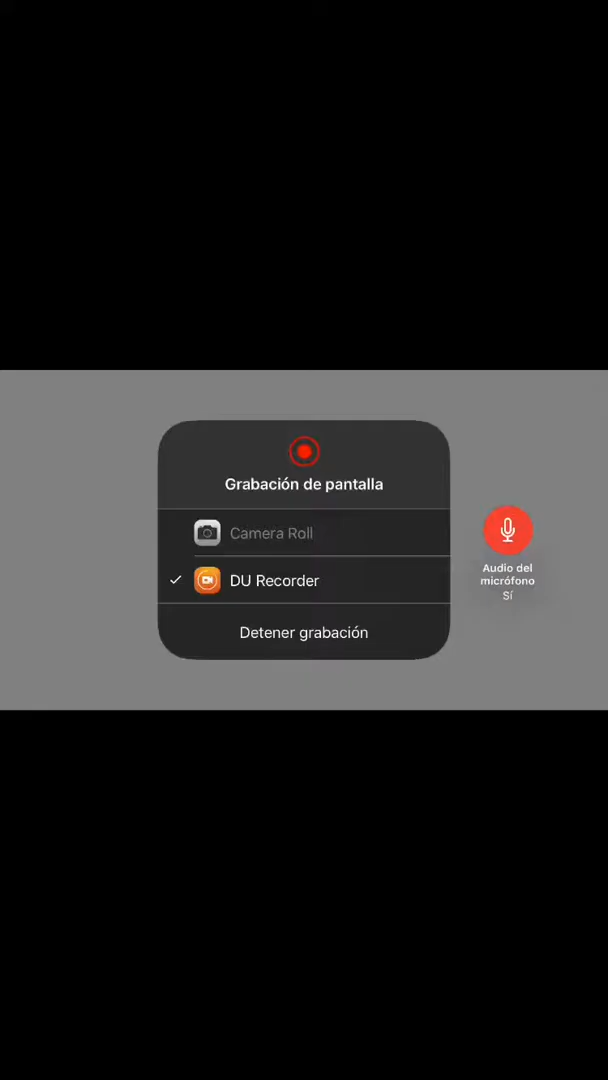 Grabación de pantalla
Camera Roll
DU Recorder
Detener grabación
Audio del
micrófono
Sí